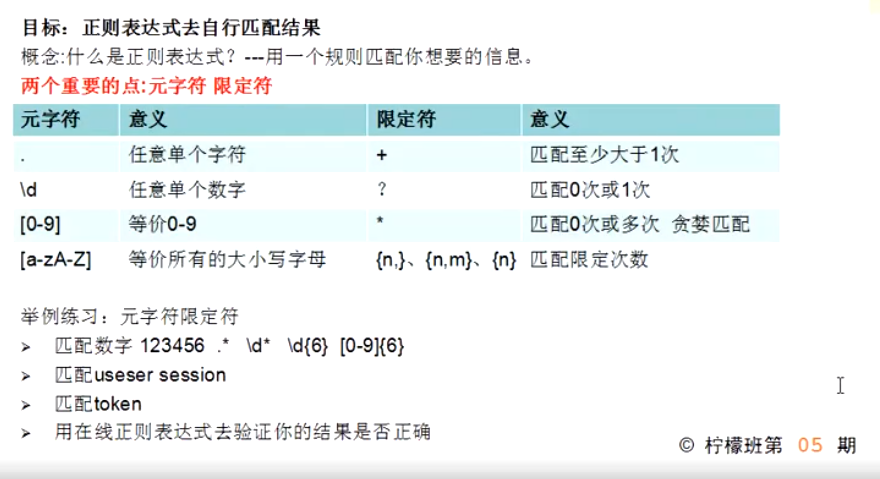 目标：正则表达式去自行匹配结果
概念:什么是正则表达式？---用一个规则匹配你想要的信息。
两个重要的点:元字符 限定符
元字符 意义 限定符 意义
. 任意单个字符 + 匹配至少大于1次
\d 任意单个数字 ？ 匹配0次或1次
[0-9] 等价0-9 * 匹配0次或多次 贪婪匹配
[a-zA-Z] 等价所有的大小写字母 {n,}、{n,m}、{n} 匹配限定次数
举例练习：元字符限定符
➢ 匹配数字 123456 .* \d* \d{6} [0-9]{6}
➢ 匹配useser session
➢ 匹配token
➢ 用在线正则表达式去验证你的结果是否正确
© 柠檬班第 05 期